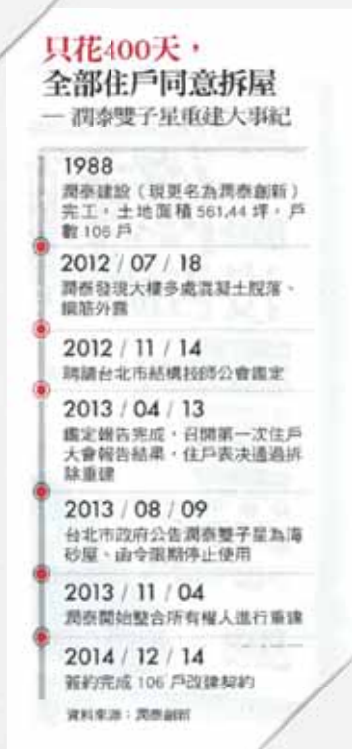 只花400天，
全部住戶同意拆屋
— 潤泰雙子星重建大事紀
1988
潤泰建設（現更名為潤泰創新）
完工，土地面積 561,44 坪，戶
數 106 戶
2012 / 07 / 18
潤泰發現大樓多處混凝土脫落、
鋼筋外露
2012 / 11 / 14
聘請台北市結構技師公會鑑定
2013 / 04 / 13
鑑定報告完成，召開第一次住戶
大會報告結果，住戶表決通過拆
除重建
2013 / 08 / 09
台北市政府公告潤泰雙子星為海
砂屋、函令限期停止使用
2013 / 11 / 04
潤泰開始整合所有權人進行重建
2014 / 12 / 14
簽約完成 106 戶改建契約
資料來源：潤泰創新